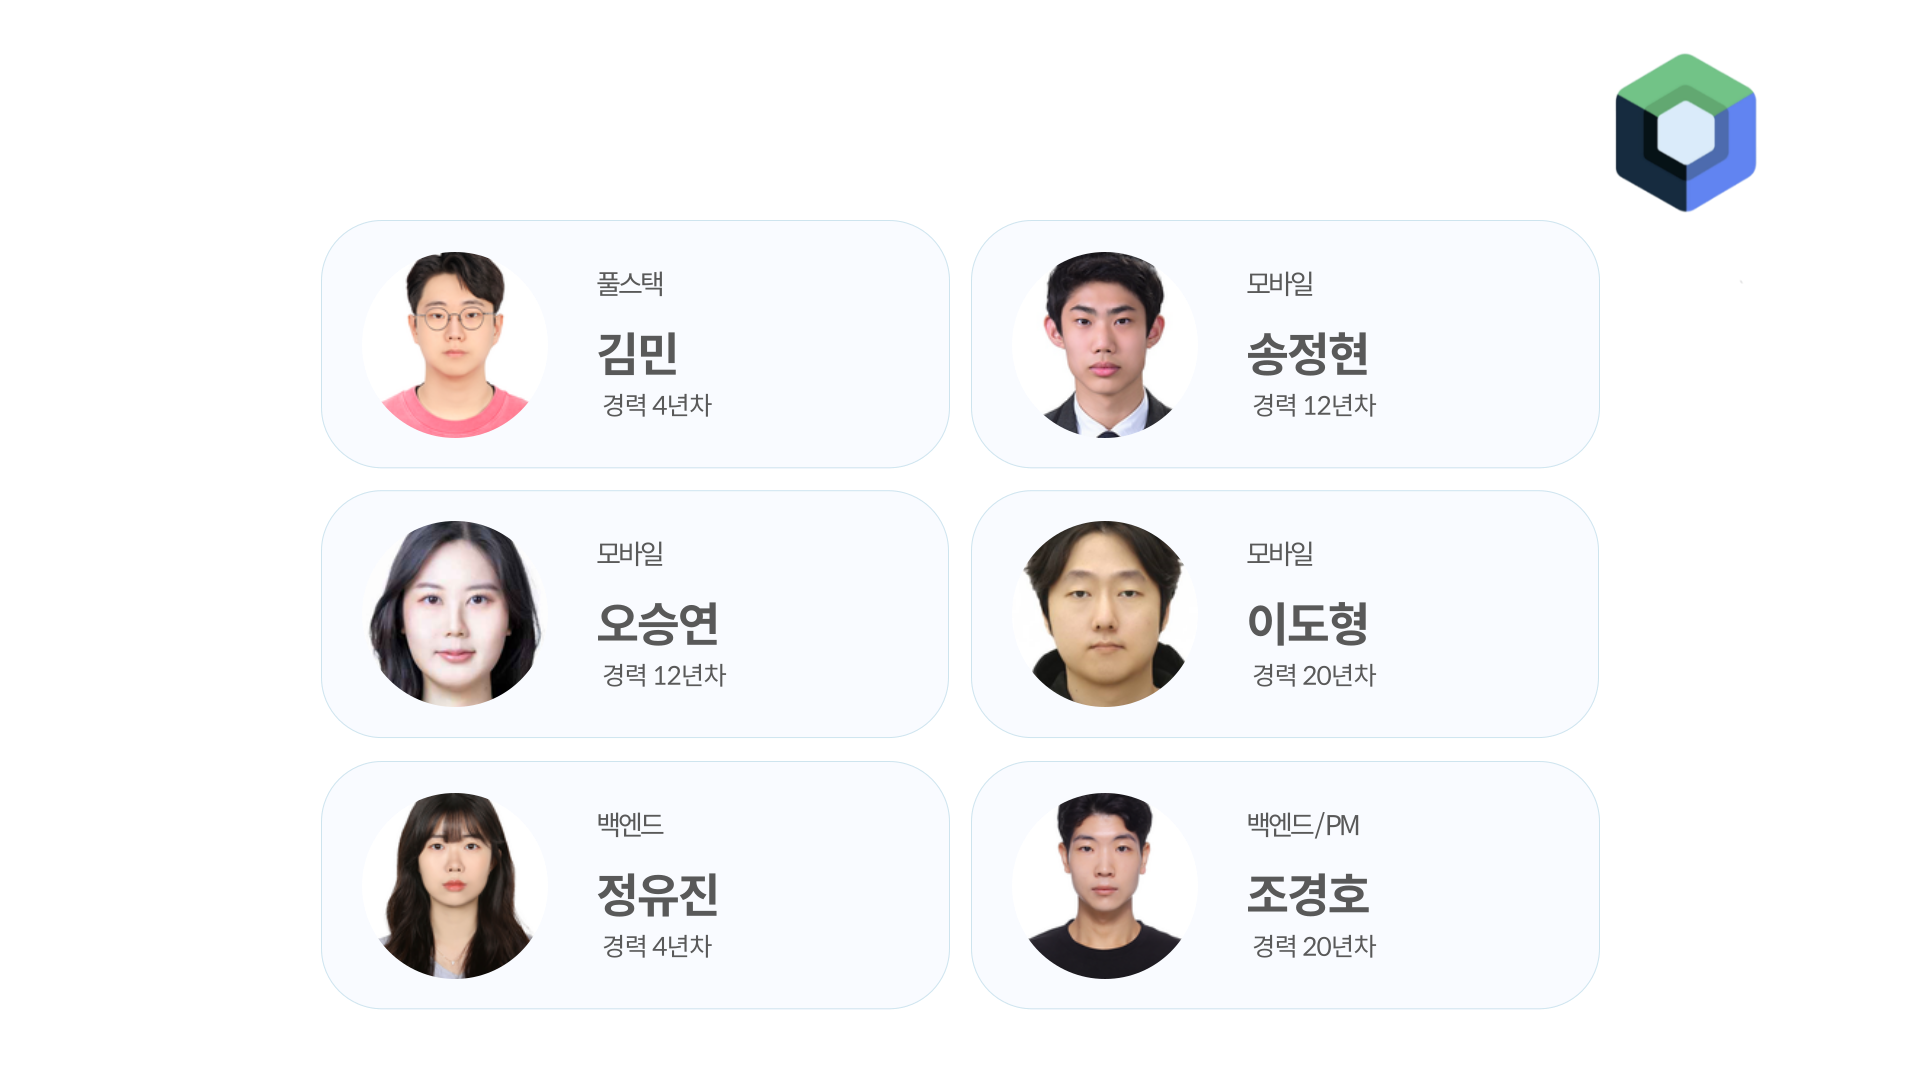 풀스택
김민
경력 4년차
모바일
송정현
경력 12년차
모바일
오승연
경력 12년차
모바일
이도형
경력 20년차
백엔드
정유진
경력 4년차
백엔드/PM
조경호
경력 20년차